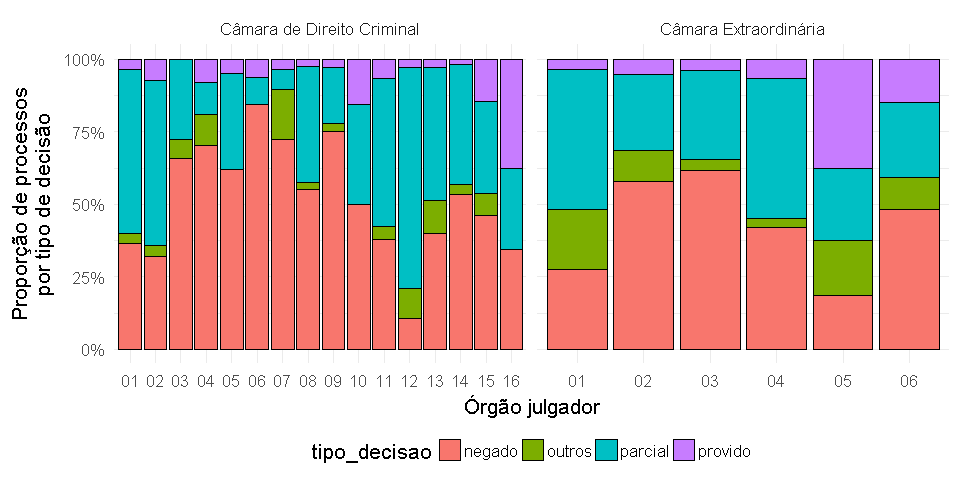 Câmara de Direito Criminal
Câmara Extraordinária
100%
75%
50%
25%
0%
Proporção de processos
por tipo de decisão
01 02 03 04 05 06 07 08 09 10 11 12 13 14 15 16
01 02 03 04 05 06
Órgão julgador
tipo_decisao negado outros parcial provido